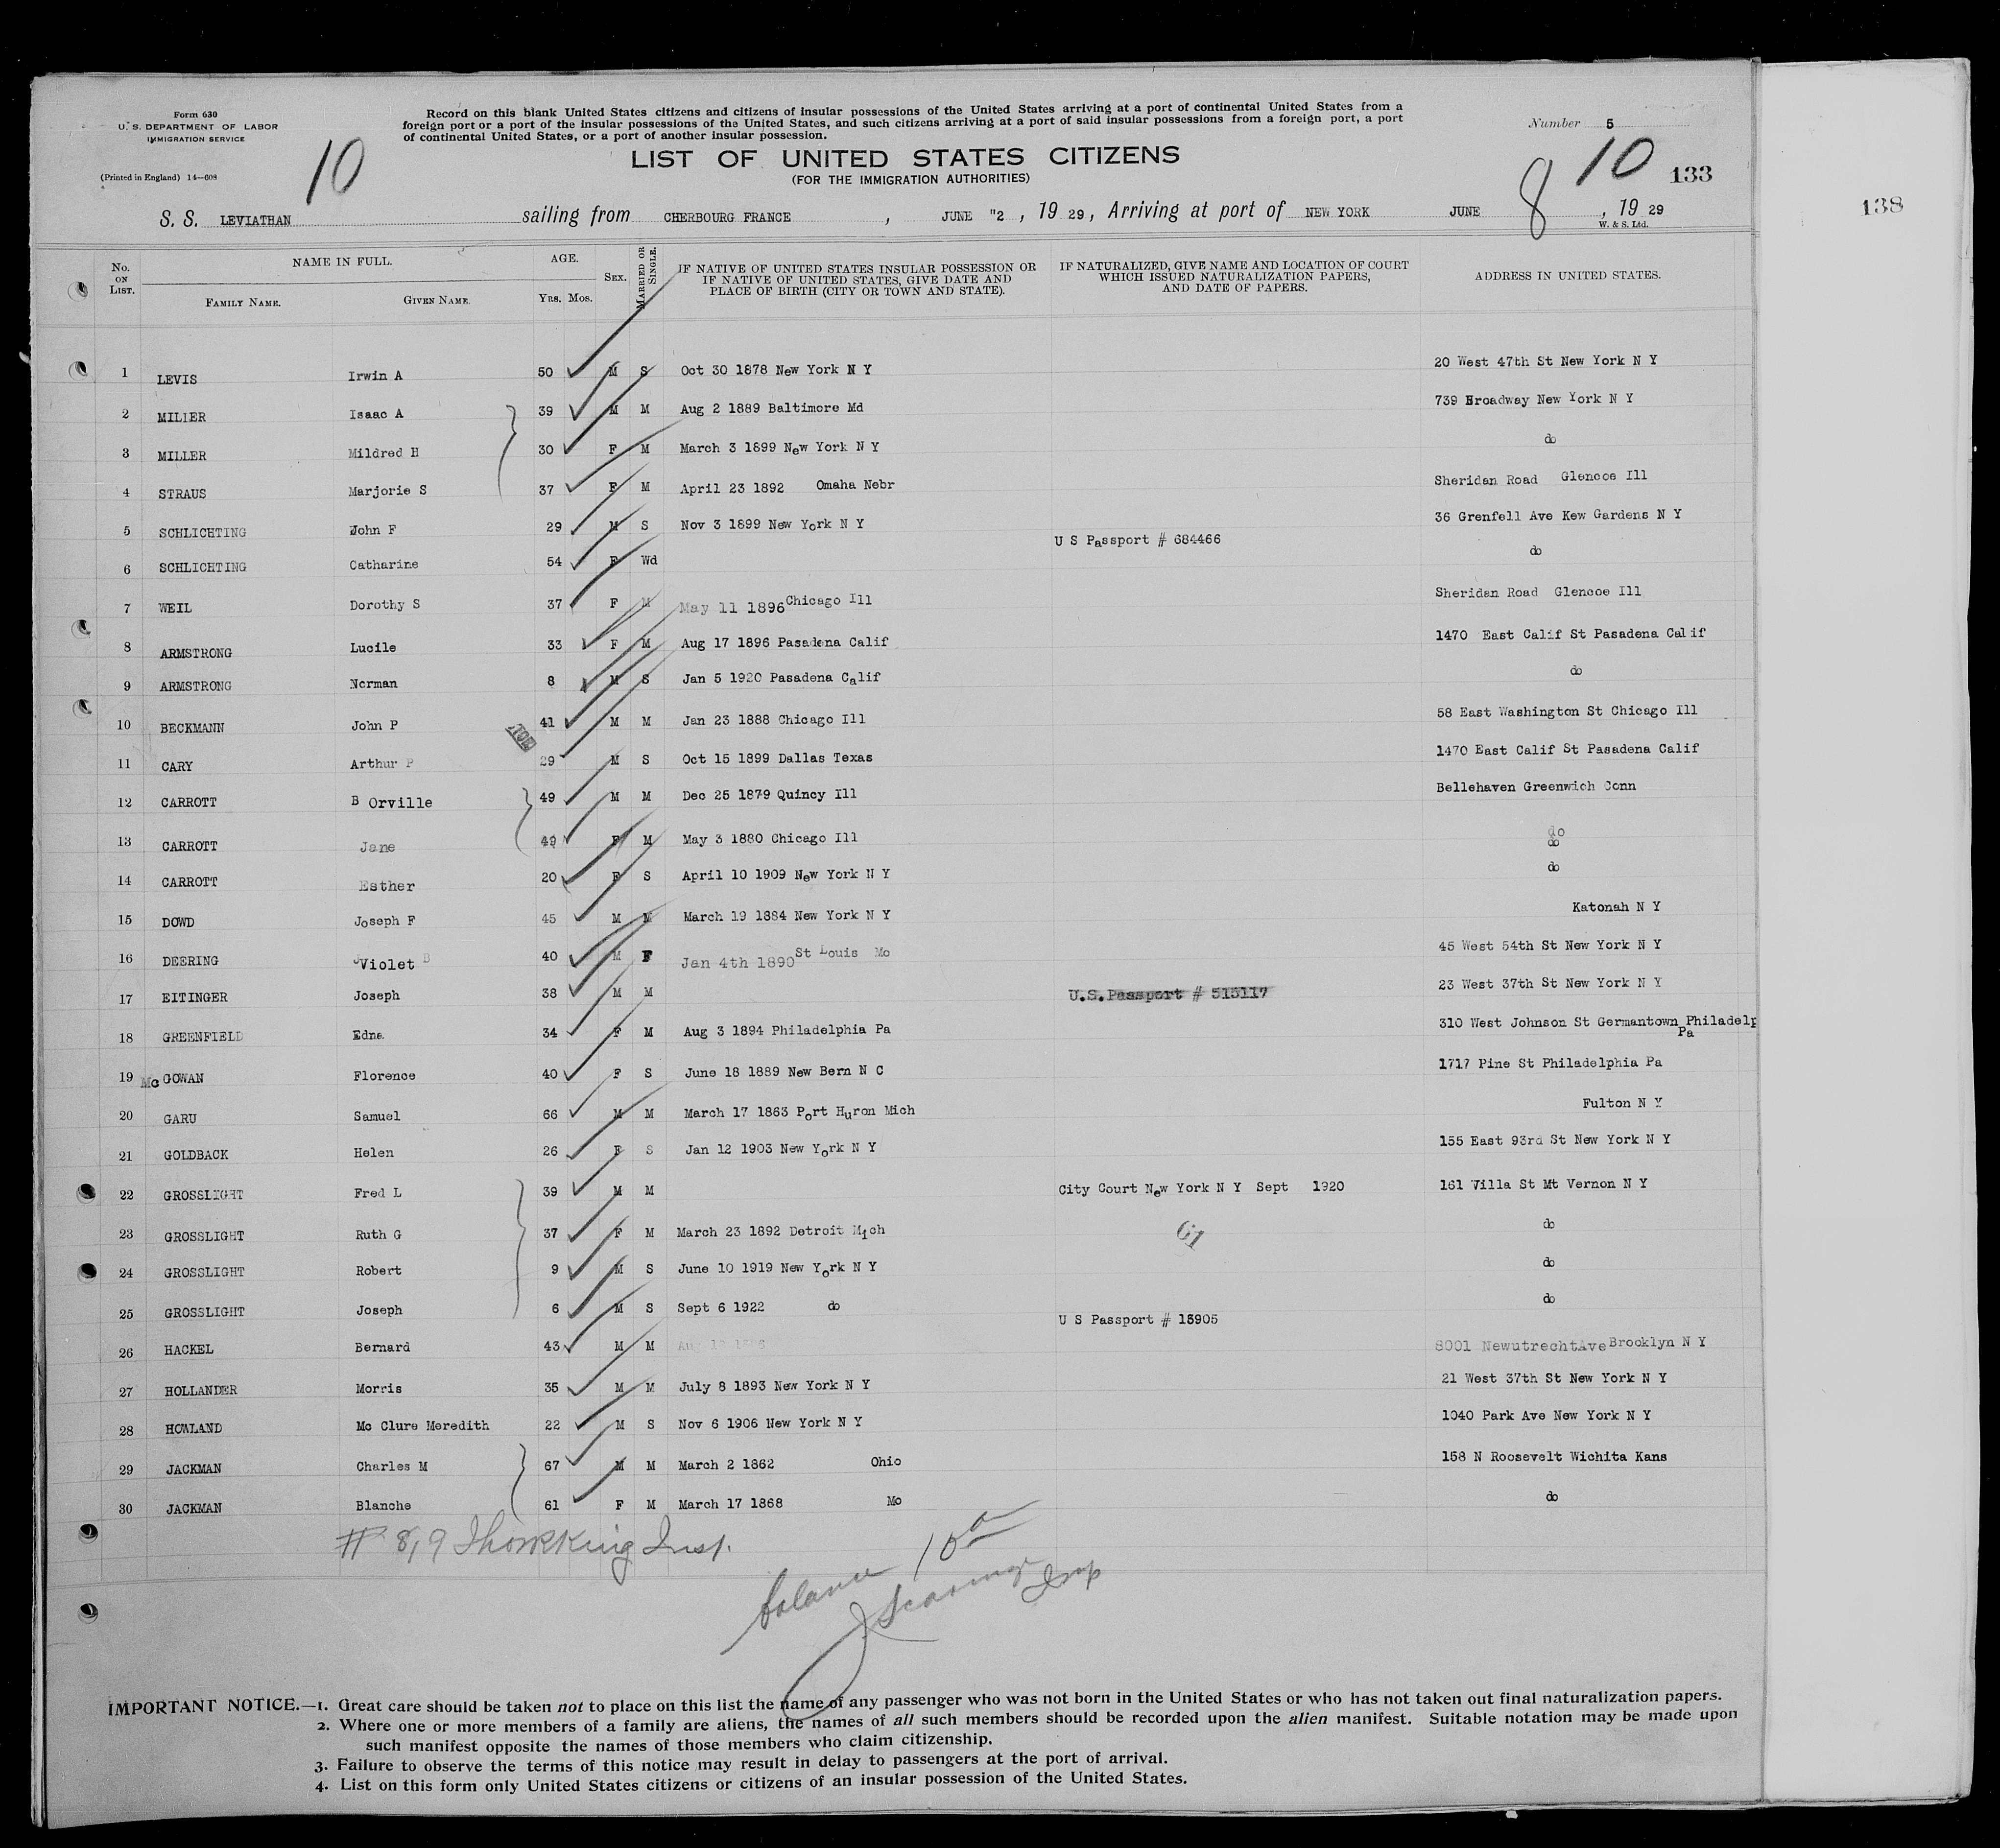 Form 630
U. S. DEPARTMENT OF LABOR
IMMIGRATION SERVICE
(Printed in England) 14—608
10
Record on this blank United States citizens and citizens of insular possessions of the United States arriving at a port of continental United States from a
foreign port or a port of the insular possessions of the United States, and such citizens arriving at a port of said insular possessions from a foreign port, a port
of continental United States, or a port of another insular possession.
Number 5
LIST OF UNITED STATES CITIZENS
(FOR THE IMMIGRATION AUTHORITIES)
10
133
138
S. S. LEVIATHAN sailing from CHERBOURG FRANCE , JUNE "2 , 19 29, Arriving at port of NEW YORK JUNE 8 , 19 29
W. & S. Ltd.
No. ON LIST. NAME IN FULL. FAMILY NAME. GIVEN NAME. AGE. YRS. MOS. SEX. MARRIED OR SINGLE. IF NATIVE OF UNITED STATES INSULAR POSSESSION OR IF NATIVE OF UNITED STATES, GIVE DATE AND PLACE OF BIRTH (CITY OR TOWN AND STATE). IF NATURALIZED, GIVE NAME AND LOCATION OF COURT WHICH ISSUED NATURALIZATION PAPERS, AND DATE OF PAPERS. ADDRESS IN UNITED STATES.
1 LEVIS Irwin A 50 M S Oct 30 1878 New York N Y 20 West 47th St New York N Y
2 MILLER Isaac A 39 M M Aug 2 1889 Baltimore Md 739 Broadway New York N Y
3 MILLER Mildred H 30 F M March 3 1899 New York N Y do
4 STRAUS Marjorie S 37 F M April 23 1892 Omaha Nebr Sheridan Road Glencoe Ill
5 SCHLICHTING John F 29 M S Nov 3 1899 New York N Y 36 Grenfell Ave Kew Gardens N Y
6 SCHLICHTING Catharine 54 F Wd U S Passport # 684466 do
7 WEIL Dorothy S 37 F M May 11 1896 Chicago Ill Sheridan Road Glencoe Ill
8 ARMSTRONG Lucile 33 F M Aug 17 1896 Pasadena Calif 1470 East Calif St Pasadena Calif
9 ARMSTRONG Norman 8 M S Jan 5 1920 Pasadena Calif do
10 BECKMANN John P 41 M M Jan 23 1888 Chicago Ill 58 East Washington St Chicago Ill
11 CARY Arthur P 29 M S Oct 15 1899 Dallas Texas 1470 East Calif St Pasadena Calif
12 CARROTT B Orville 49 M M Dec 25 1879 Quincy Ill Bellehaven Greenwich Conn
13 CARROTT Jane 49 F M May 3 1880 Chicago Ill do
14 CARROTT Esther 20 F S April 10 1909 New York N Y do
15 DOWD Joseph F 45 M M March 19 1884 New York N Y Katonah N Y
16 DEERING Violet B 40 M F Jan 4th 1890 St Louis Mo 45 West 54th St New York N Y
17 EITINGER Joseph 38 M M U.S. Passport # 515117 23 West 37th St New York N Y
18 GREENFIELD Edna 34 F M Aug 3 1894 Philadelphia Pa 310 West Johnson St Germantown Philadelp Pa
19 Mc GOWAN Florence 40 F S June 18 1889 New Bern N C 1717 Pine St Philadelphia Pa
20 GARU Samuel 66 M M March 17 1863 Port Huron Mich Fulton N Y
21 GOLDBACK Helen 26 F S Jan 12 1903 New York N Y 155 East 93rd St New York N Y
22 GROSSLIGHT Fred L 39 M M City Court New York N Y Sept 1920 161 Villa St Mt Vernon N Y
23 GROSSLIGHT Ruth G 37 F M March 23 1892 Detroit Mich 61 do
24 GROSSLIGHT Robert 9 M S June 10 1919 New York N Y do
25 GROSSLIGHT Joseph 6 M S Sept 6 1922 do do
26 HACKEL Bernard 43 M M U S Passport # 15905 8001 NewutrechtAve Brooklyn N Y
27 HOLLANDER Morris 35 M M July 8 1893 New York N Y 21 West 37th St New York N Y
28 HOWLAND Mc Clure Meredith 22 M S Nov 6 1906 New York N Y 1040 Park Ave New York N Y
29 JACKMAN Charles M 67 M M March 2 1862 Ohio 158 N Roosevelt Wichita Kans
30 JACKMAN Blanche 61 F M March 17 1868 Mo do
# 8,9 Insp.
balance 10
Insp
IMPORTANT NOTICE.—1. Great care should be taken not to place on this list the name of any passenger who was not born in the United States or who has not taken out final naturalization papers.
2. Where one or more members of a family are aliens, the names of all such members should be recorded upon the alien manifest. Suitable notation may be made upon
such manifest opposite the names of those members who claim citizenship.
3. Failure to observe the terms of this notice may result in delay to passengers at the port of arrival.
4. List on this form only United States citizens or citizens of an insular possession of the United States.